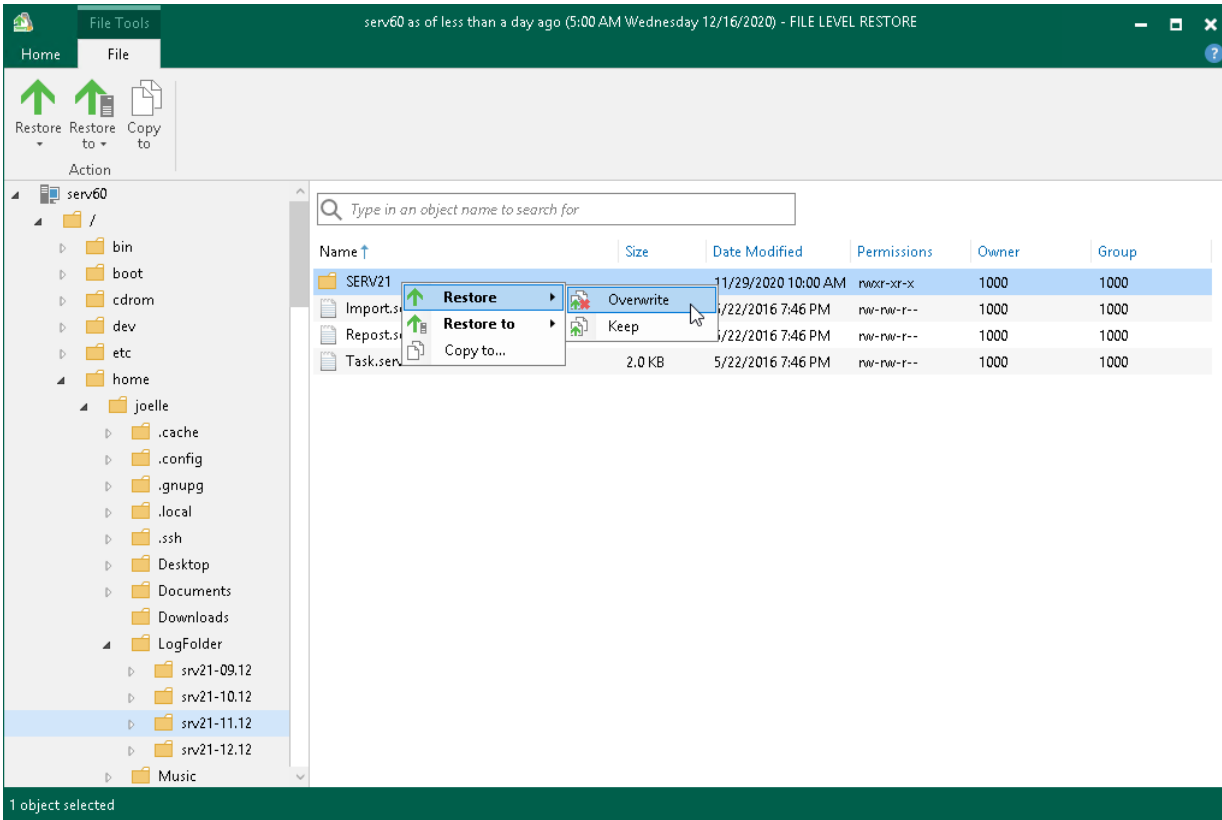 File Tools
serv60 as of less than a day ago (5:00 AM Wednesday 12/16/2020) - FILE LEVEL RESTORE
Home File
?
Restore Restore to Copy to
Action
serv60
/
bin
boot
cdrom
dev
etc
home
joelle
.cache
.config
.gnupg
.local
.ssh
Desktop
Documents
Downloads
LogFolder
srv21-09.12
srv21-10.12
srv21-11.12
srv21-12.12
Music
Type in an object name to search for
Name Size Date Modified Permissions Owner Group
SERV21 11/29/2020 10:00 AM rwxr-xr-x 1000 1000
5/22/2016 7:46 PM rw-rw-r-- 1000 1000
5/22/2016 7:46 PM rw-rw-r-- 1000 1000
2.0 KB 5/22/2016 7:46 PM rw-rw-r-- 1000 1000
Restore
Restore to
Copy to...
Overwrite
Keep
1 object selected